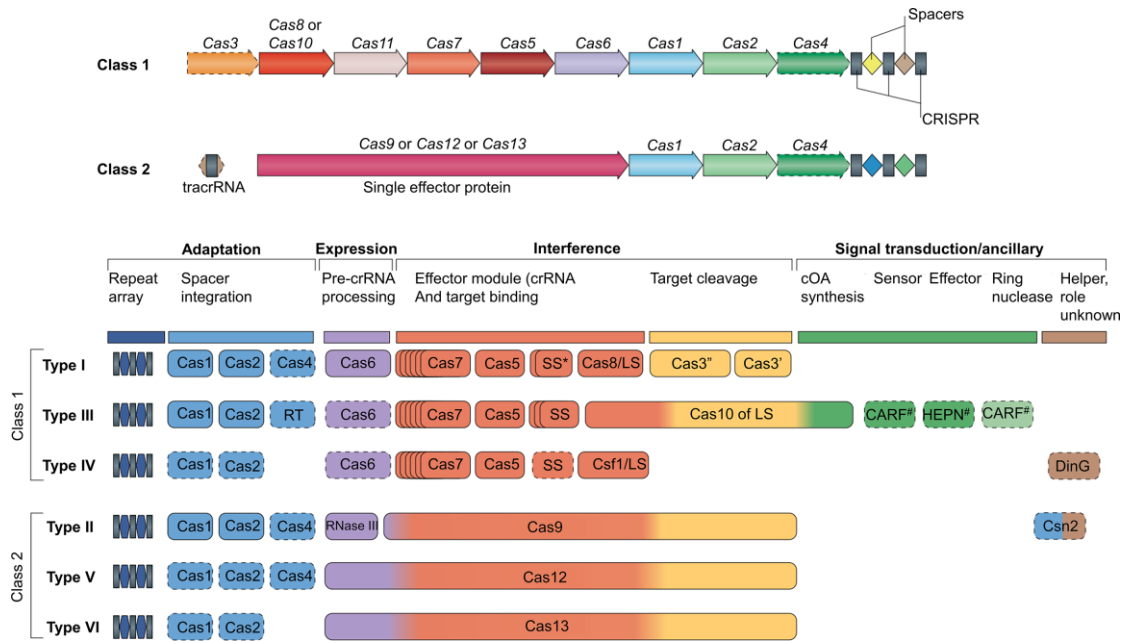 Spacers
Cas8 or
Cas3 Cas10 Cas11 Cas7 Cas5 Cas6 Cas1 Cas2 Cas4
Class 1
CRISPR
Cas9 or Cas12 or Cas13 Cas1 Cas2 Cas4
Class 2
tracrRNA Single effector protein
Adaptation Expression Interference Signal transduction/ancillary
Repeat Spacer Pre-crRNA Effector module (crRNA Target cleavage cOA Sensor Effector Ring Helper,
array integration processing And target binding synthesis nuclease role
unknown
Class 1
Type I Cas1 Cas2 Cas4 Cas6 Cas7 Cas5 SS* Cas8/LS Cas3” Cas3’
Type III Cas1 Cas2 RT Cas6 Cas7 Cas5 SS Cas10 of LS CARF# HEPN# CARF#
Type IV Cas1 Cas2 Cas6 Cas7 Cas5 SS Csf1/LS DinG
Class 2
Type II Cas1 Cas2 Cas4 RNase III Cas9 Csn2
Type V Cas1 Cas2 Cas4 Cas12
Type VI Cas1 Cas2 Cas13